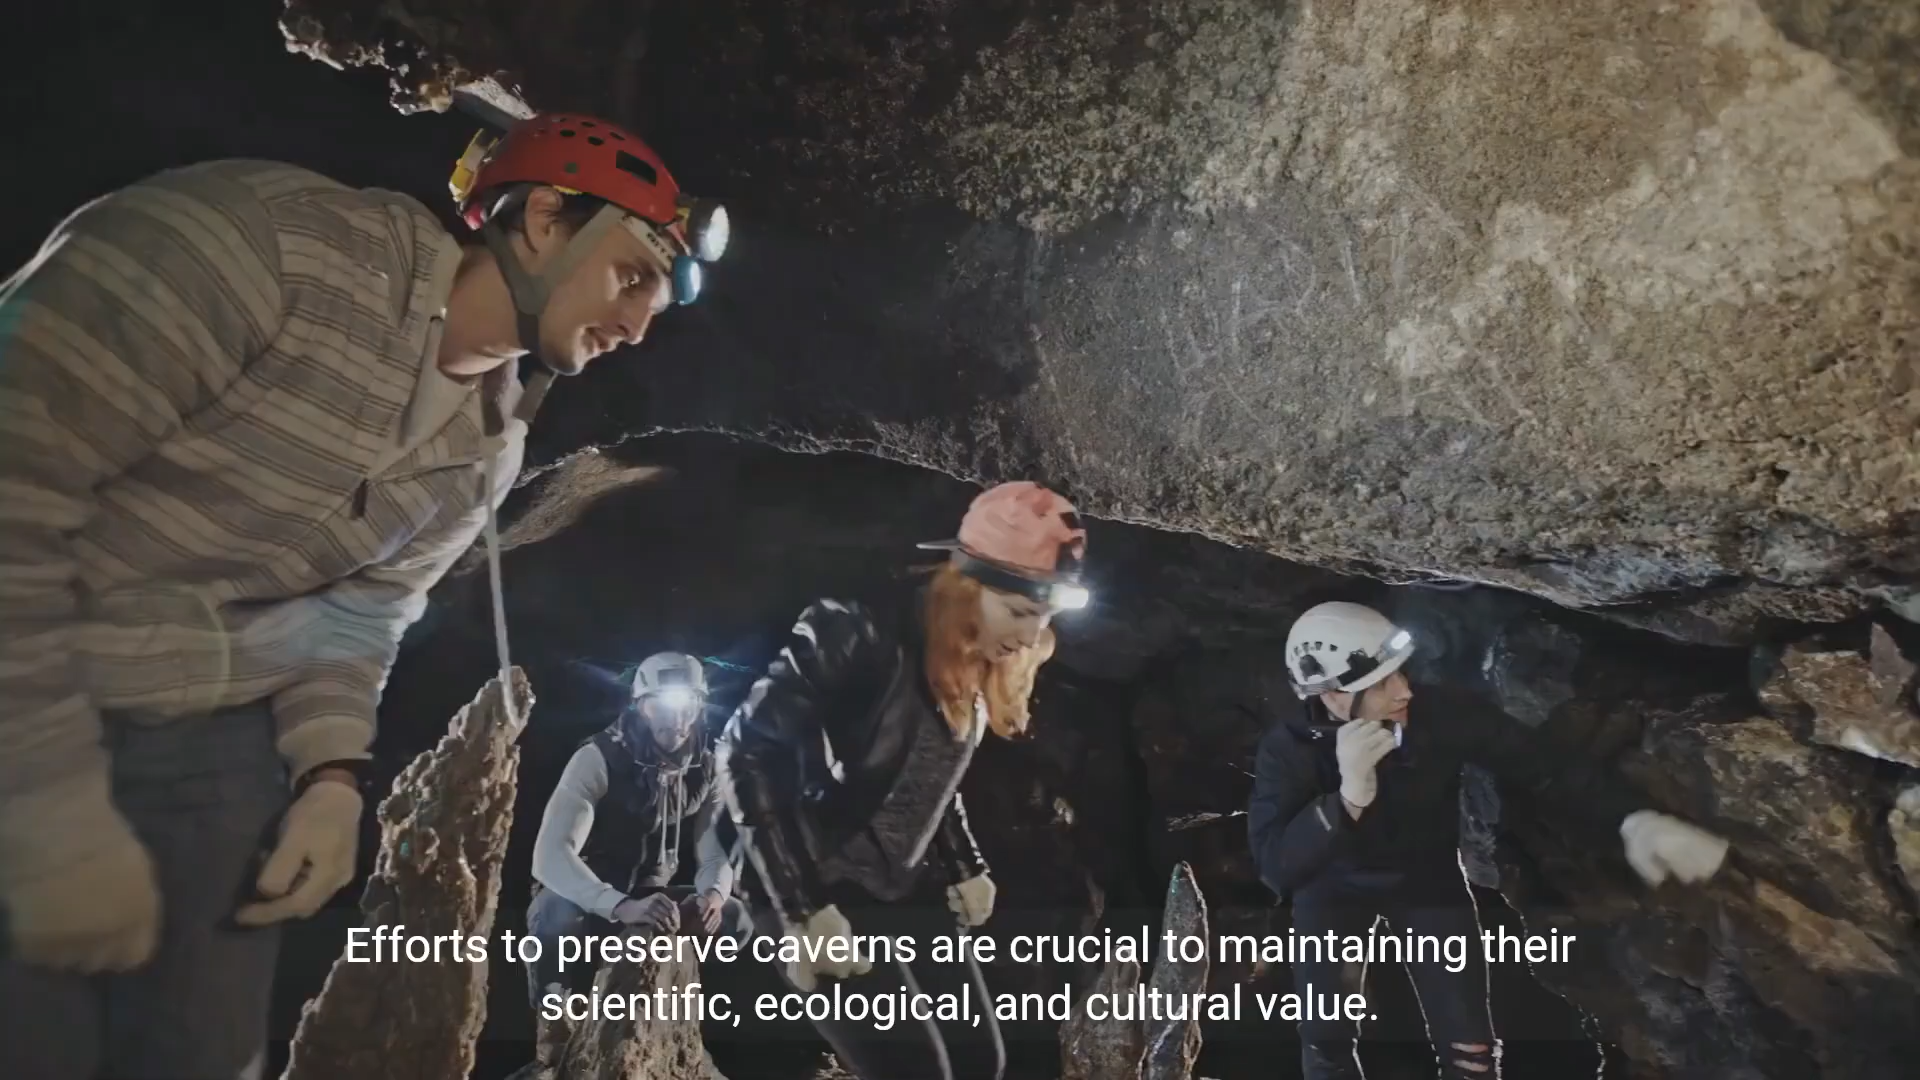 Efforts to preserve caverns are crucial to maintaining their
scientific, ecological, and cultural value.